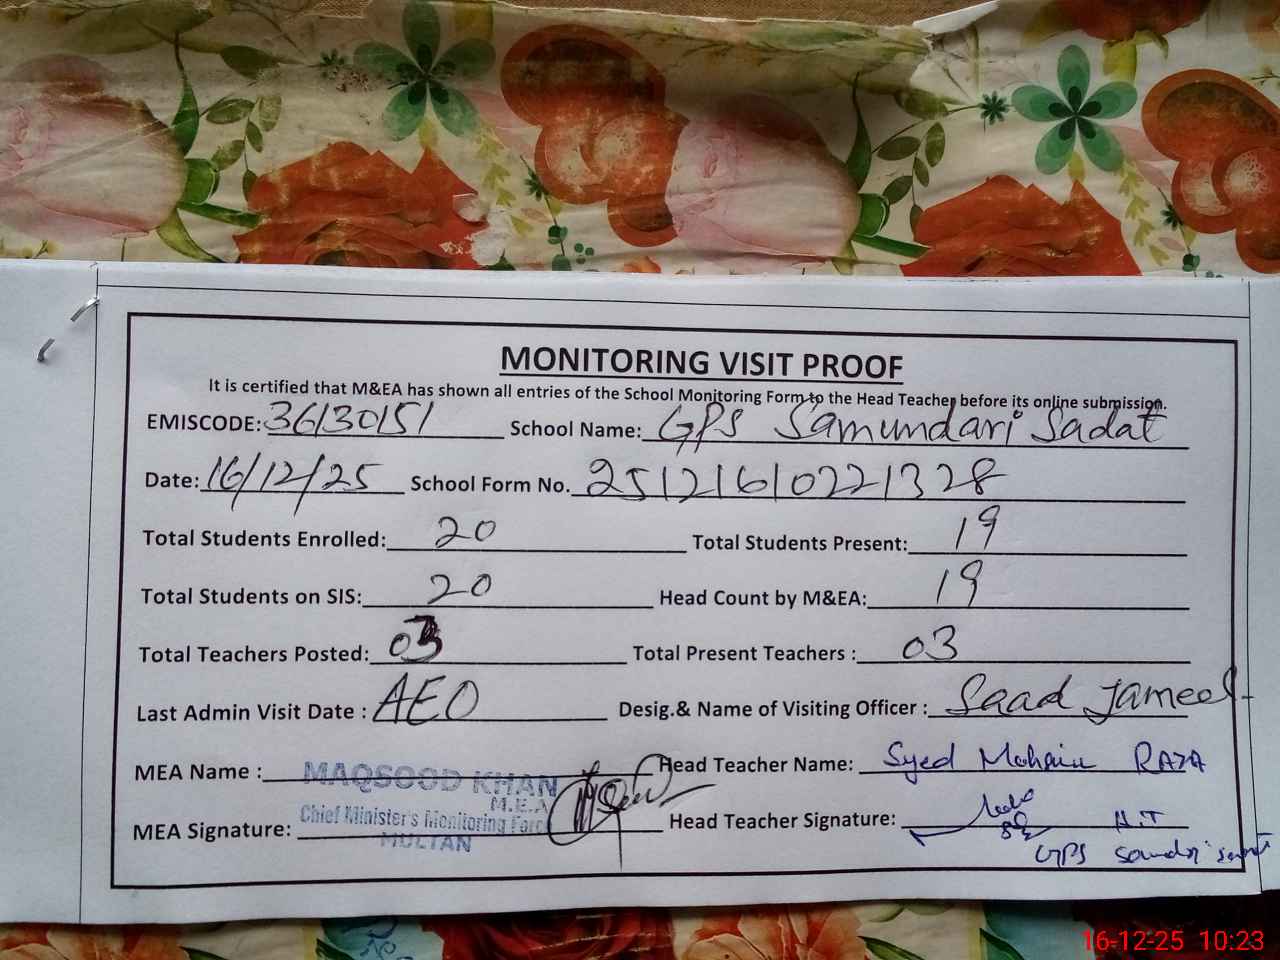 MONITORING VISIT PROOF
It is certified that M&EA has shown all entries of the School Monitoring Form to the Head Teacher before its online submission.
EMISCODE: 36130151 School Name: GPS Samundari Sadat
Date: 16/12/25 School Form No. 25121610221328
Total Students Enrolled: 20 Total Students Present: 19
Total Students on SIS: 20 Head Count by M&EA: 19
Total Teachers Posted: 03 Total Present Teachers : 03
Last Admin Visit Date : AEO Desig.& Name of Visiting Officer : Saad Jameel
MEA Name : MAQSOOD KHAN Head Teacher Name: Syed RAZA
M.E.A
MEA Signature: Chief Minister's Monitoring Force Head Teacher Signature: H.T
MULTAN
GPS
16-12-25 10:23